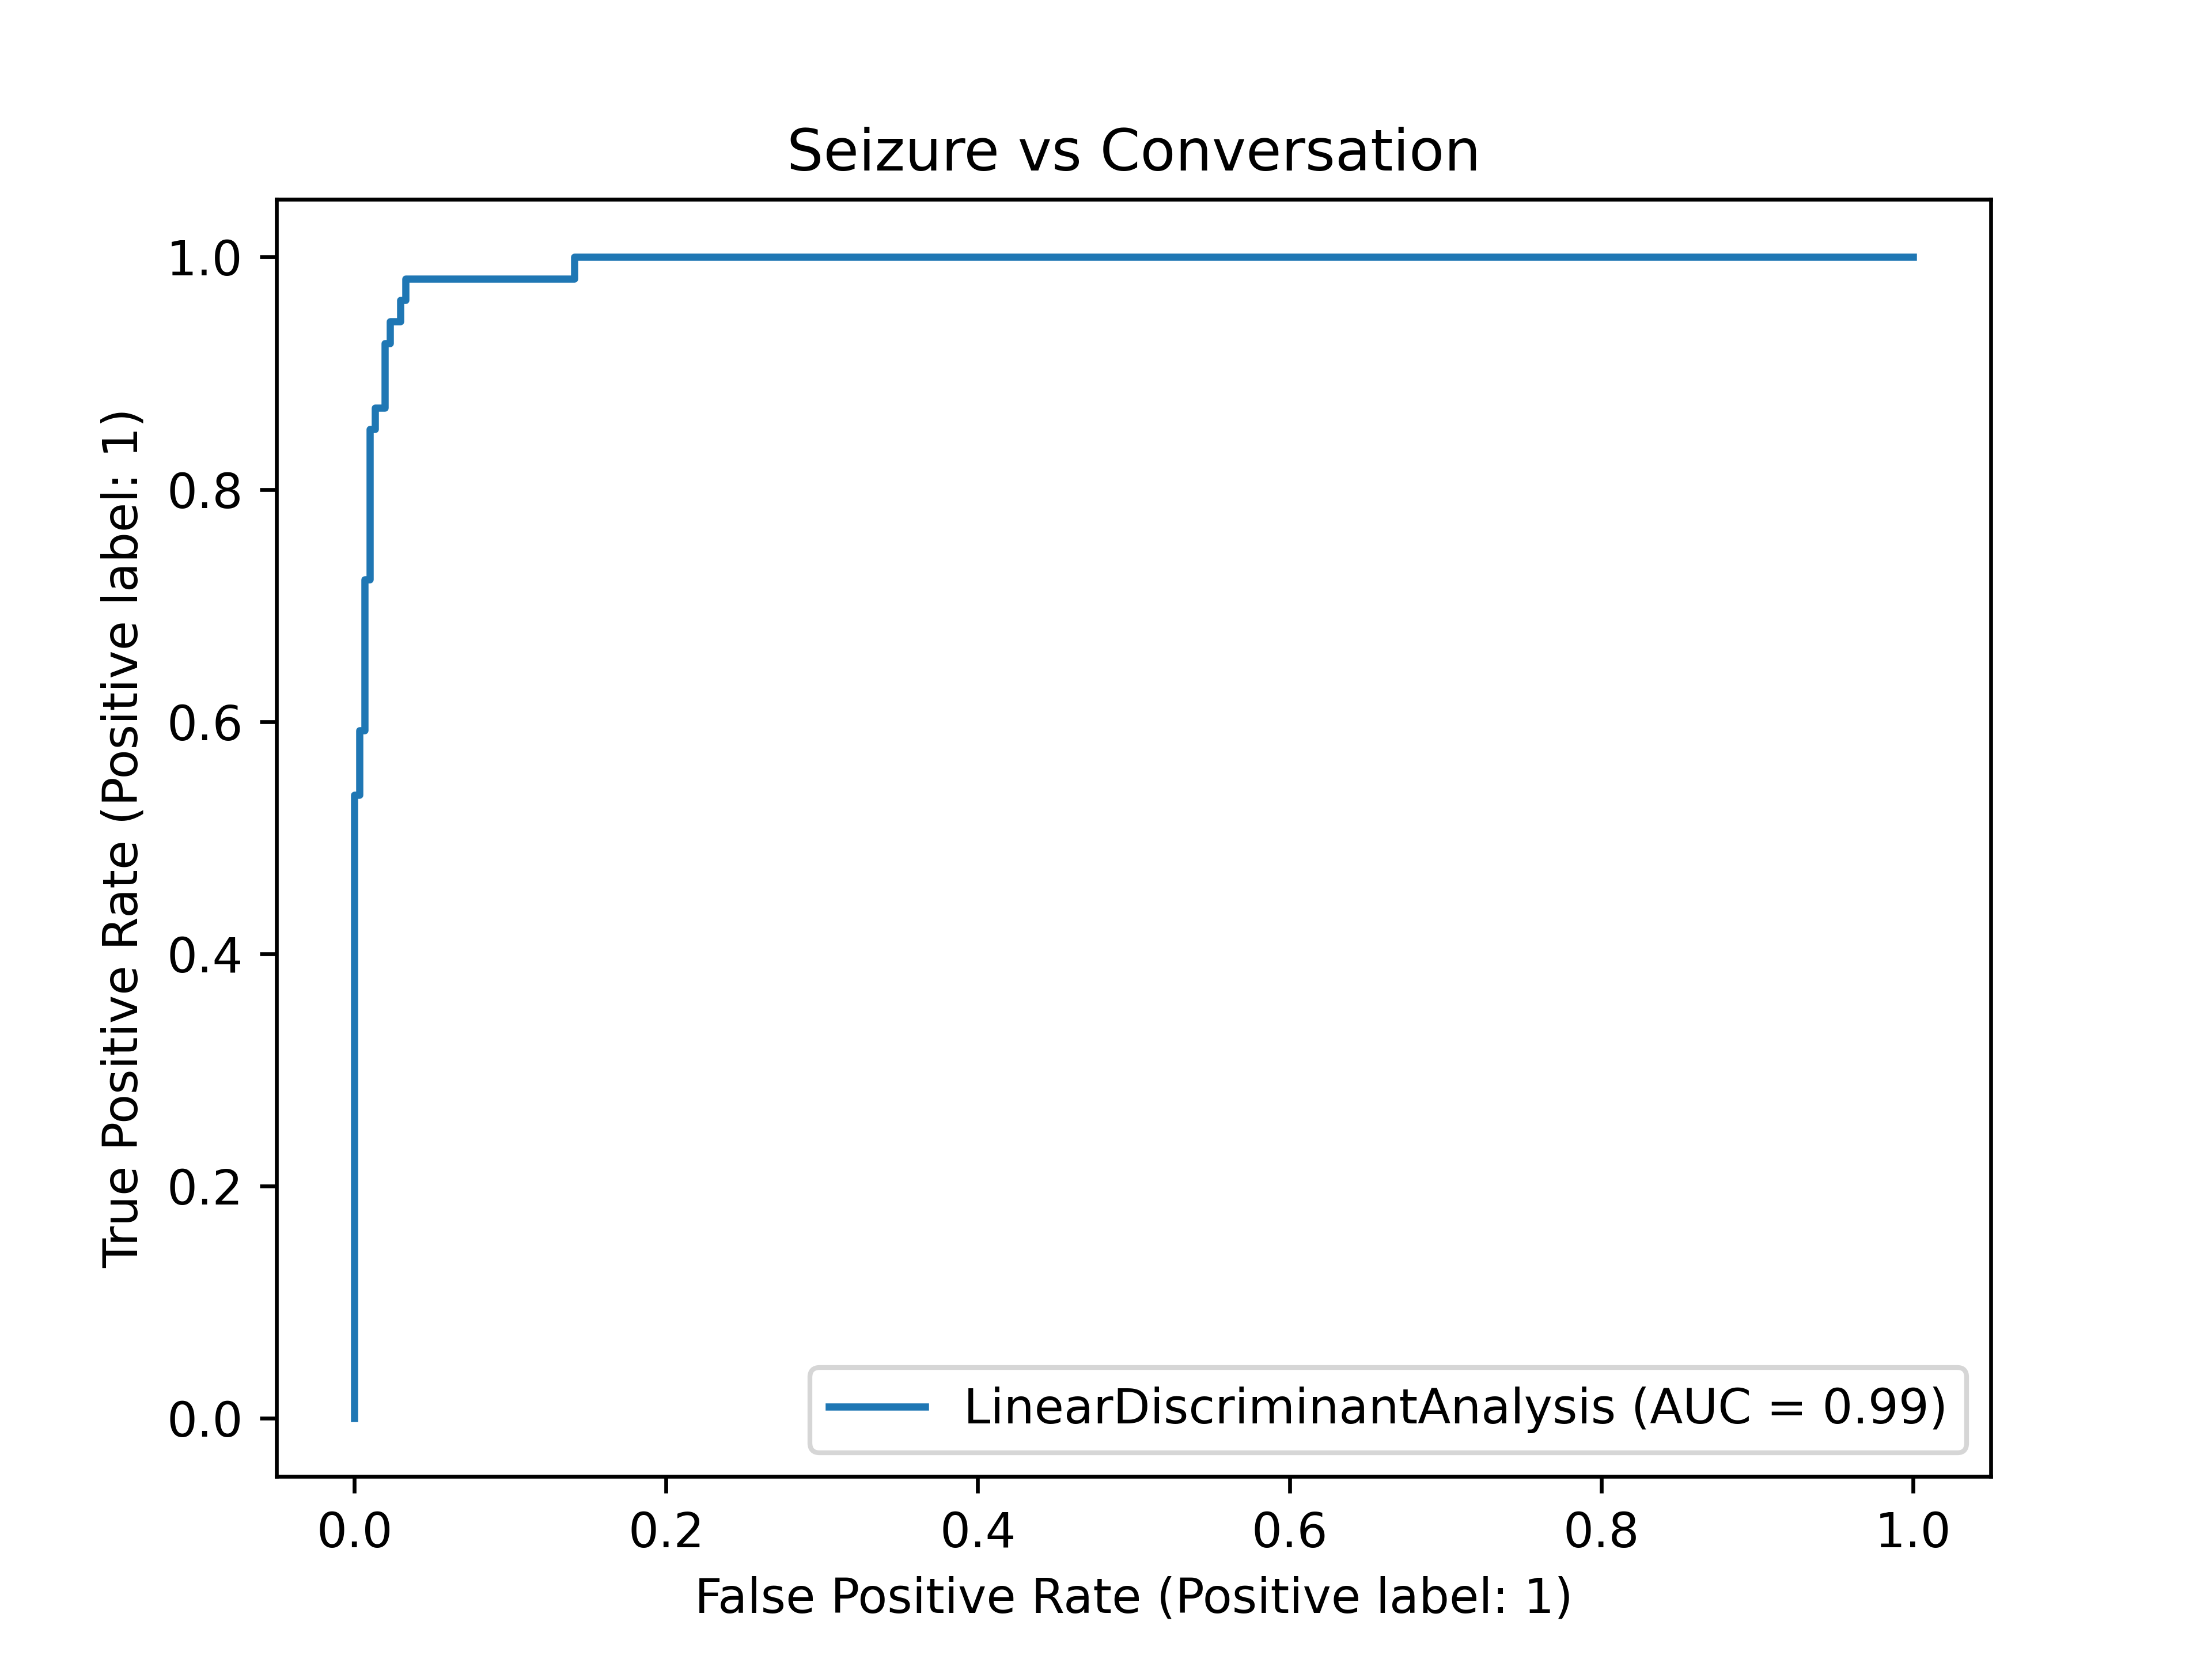 Seizure vs Conversation
True Positive Rate (Positive label: 1)
1.0
0.8
0.6
0.4
0.2
0.0
LinearDiscriminantAnalysis (AUC = 0.99)
0.0 0.2 0.4 0.6 0.8 1.0
False Positive Rate (Positive label: 1)